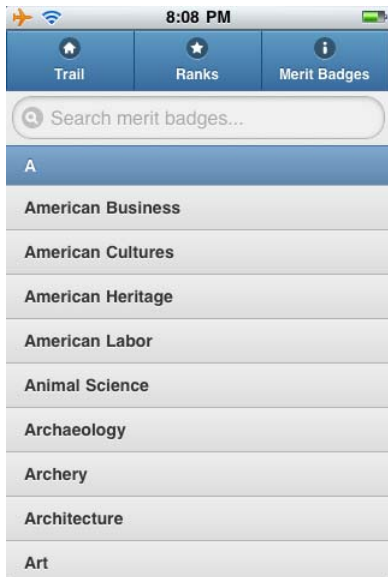 8:08 PM
Trail Ranks Merit Badges
Search merit badges...
A
American Business
American Cultures
American Heritage
American Labor
Animal Science
Archaeology
Archery
Architecture
Art